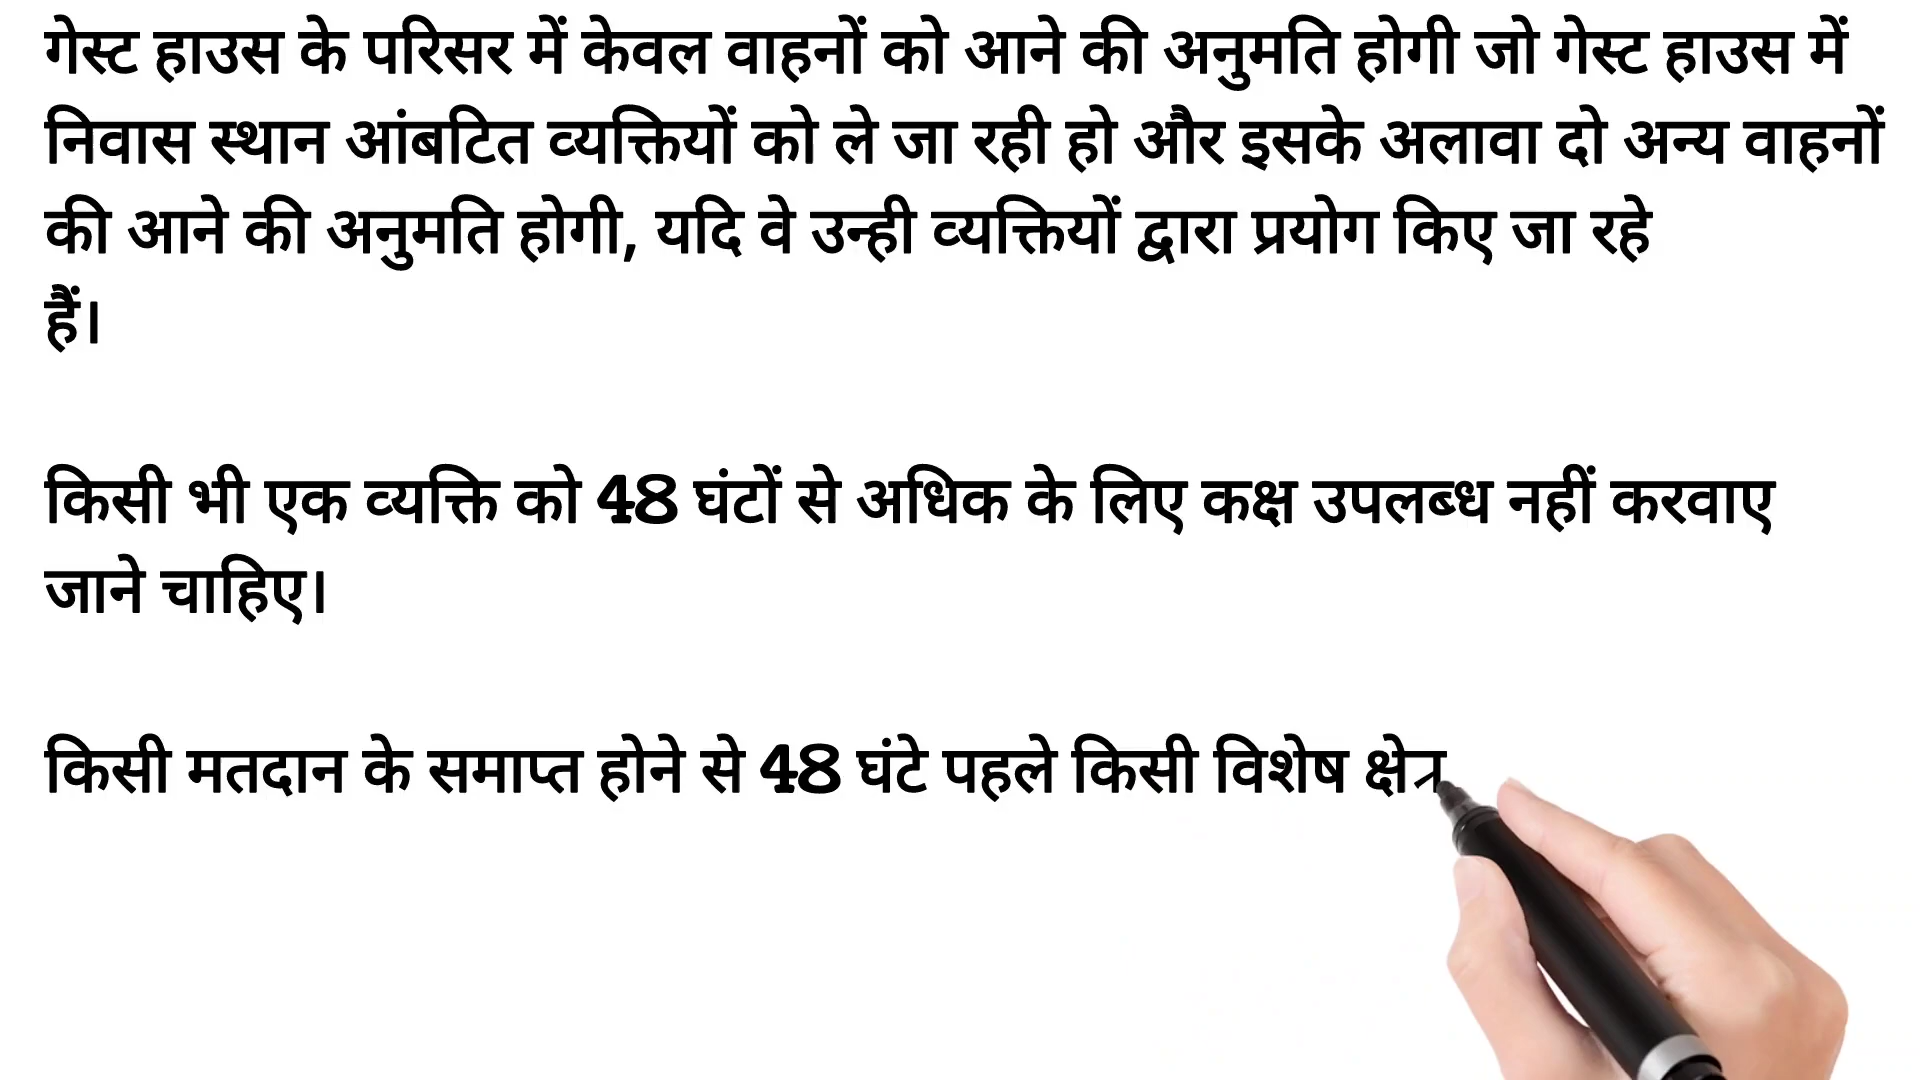 गेस्ट हाउस के परिसर में केवल वाहनों को आने की अनुमति होगी जो गेस्ट हाउस में
निवास स्थान आंबटित व्यक्तियों को ले जा रही हो और इसके अलावा दो अन्य वाहनों
की आने की अनुमति होगी, यदि वे उन्ही व्यक्तियों द्वारा प्रयोग किए जा रहे
हैं।
किसी भी एक व्यक्ति को 48 घंटों से अधिक के लिए कक्ष उपलब्ध नहीं करवाए
जाने चाहिए।
किसी मतदान के समाप्त होने से 48 घंटे पहले किसी विशेष क्षेत्र